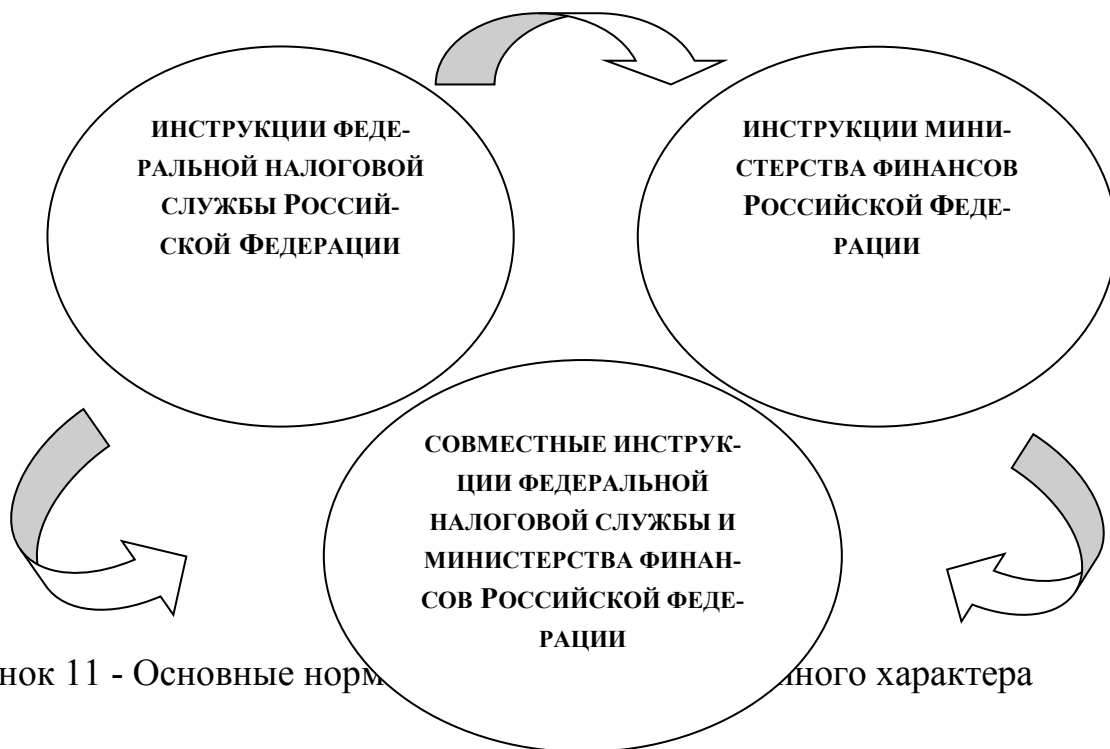 ИНСТРУКЦИИ ФЕДЕ-
РАЛЬНОЙ НАЛОГОВОЙ
СЛУЖБЫ РОССИЙ-
СКОЙ ФЕДЕРАЦИИ
ИНСТРУКЦИИ МИНИ-
СТЕРСТВА ФИНАНСОВ
РОССИЙСКОЙ ФЕДЕ-
РАЦИИ
СОВМЕСТНЫЕ ИНСТРУК-
ЦИИ ФЕДЕРАЛЬНОЙ
НАЛОГОВОЙ СЛУЖБЫ И
МИНИСТЕРСТВА ФИНАН-
СОВ РОССИЙСКОЙ ФЕДЕ-
РАЦИИ
нок 11 - Основные норм нного характера